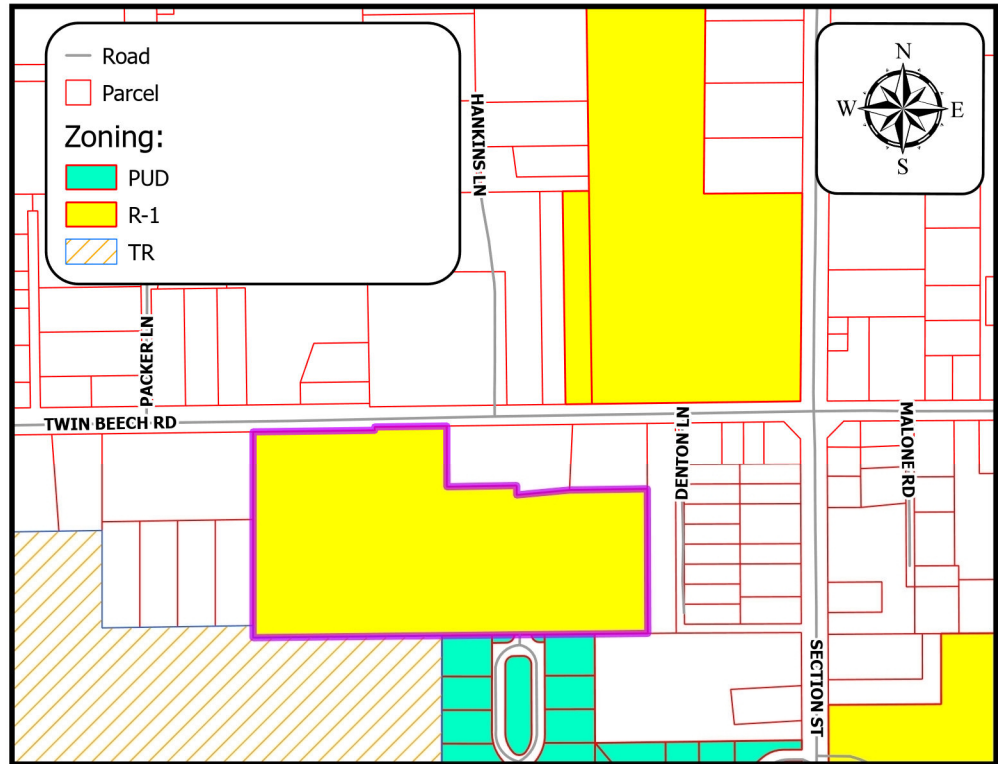 Road
Parcel
Zoning:
PUD
R-1
TR
N
W E
S
HANKINS LN
PACKER LN
TWIN BEECH RD
DENTON LN
MALONE RD
SECTION ST